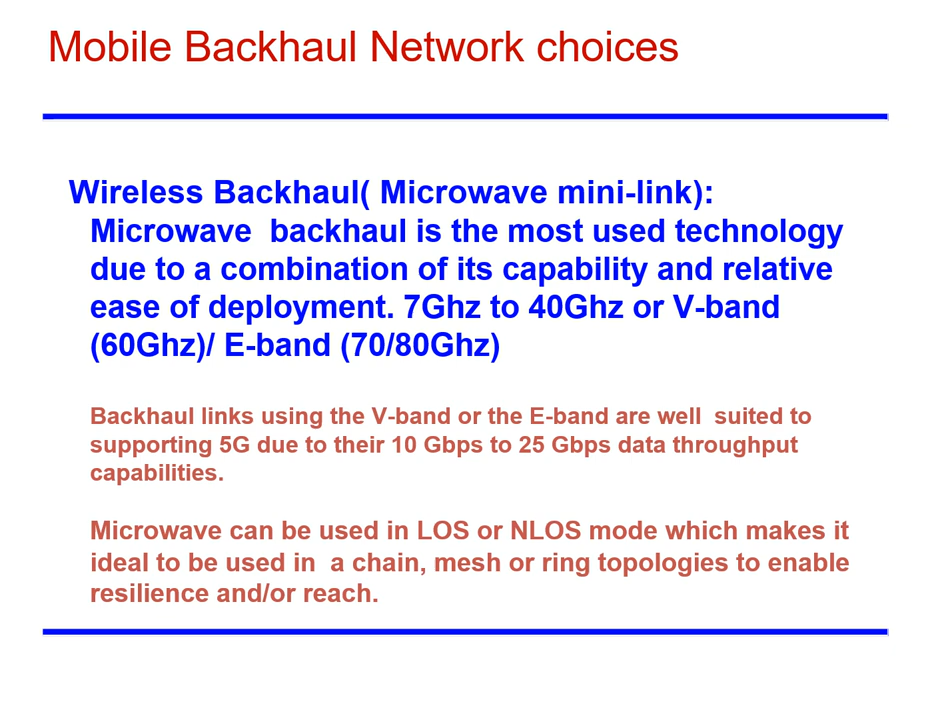 Mobile Backhaul Network choices
Wireless Backhaul( Microwave mini-link):
Microwave  backhaul is the most used technology
due to a combination of its capability and relative
ease of deployment. 7Ghz to 40Ghz or V-band
(60Ghz)/ E-band (70/80Ghz)
Backhaul links using the V-band or the E-band are well  suited to
supporting 5G due to their 10 Gbps to 25 Gbps data throughput
capabilities.
Microwave can be used in LOS or NLOS mode which makes it
ideal to be used in  a chain, mesh or ring topologies to enable
resilience and/or reach.